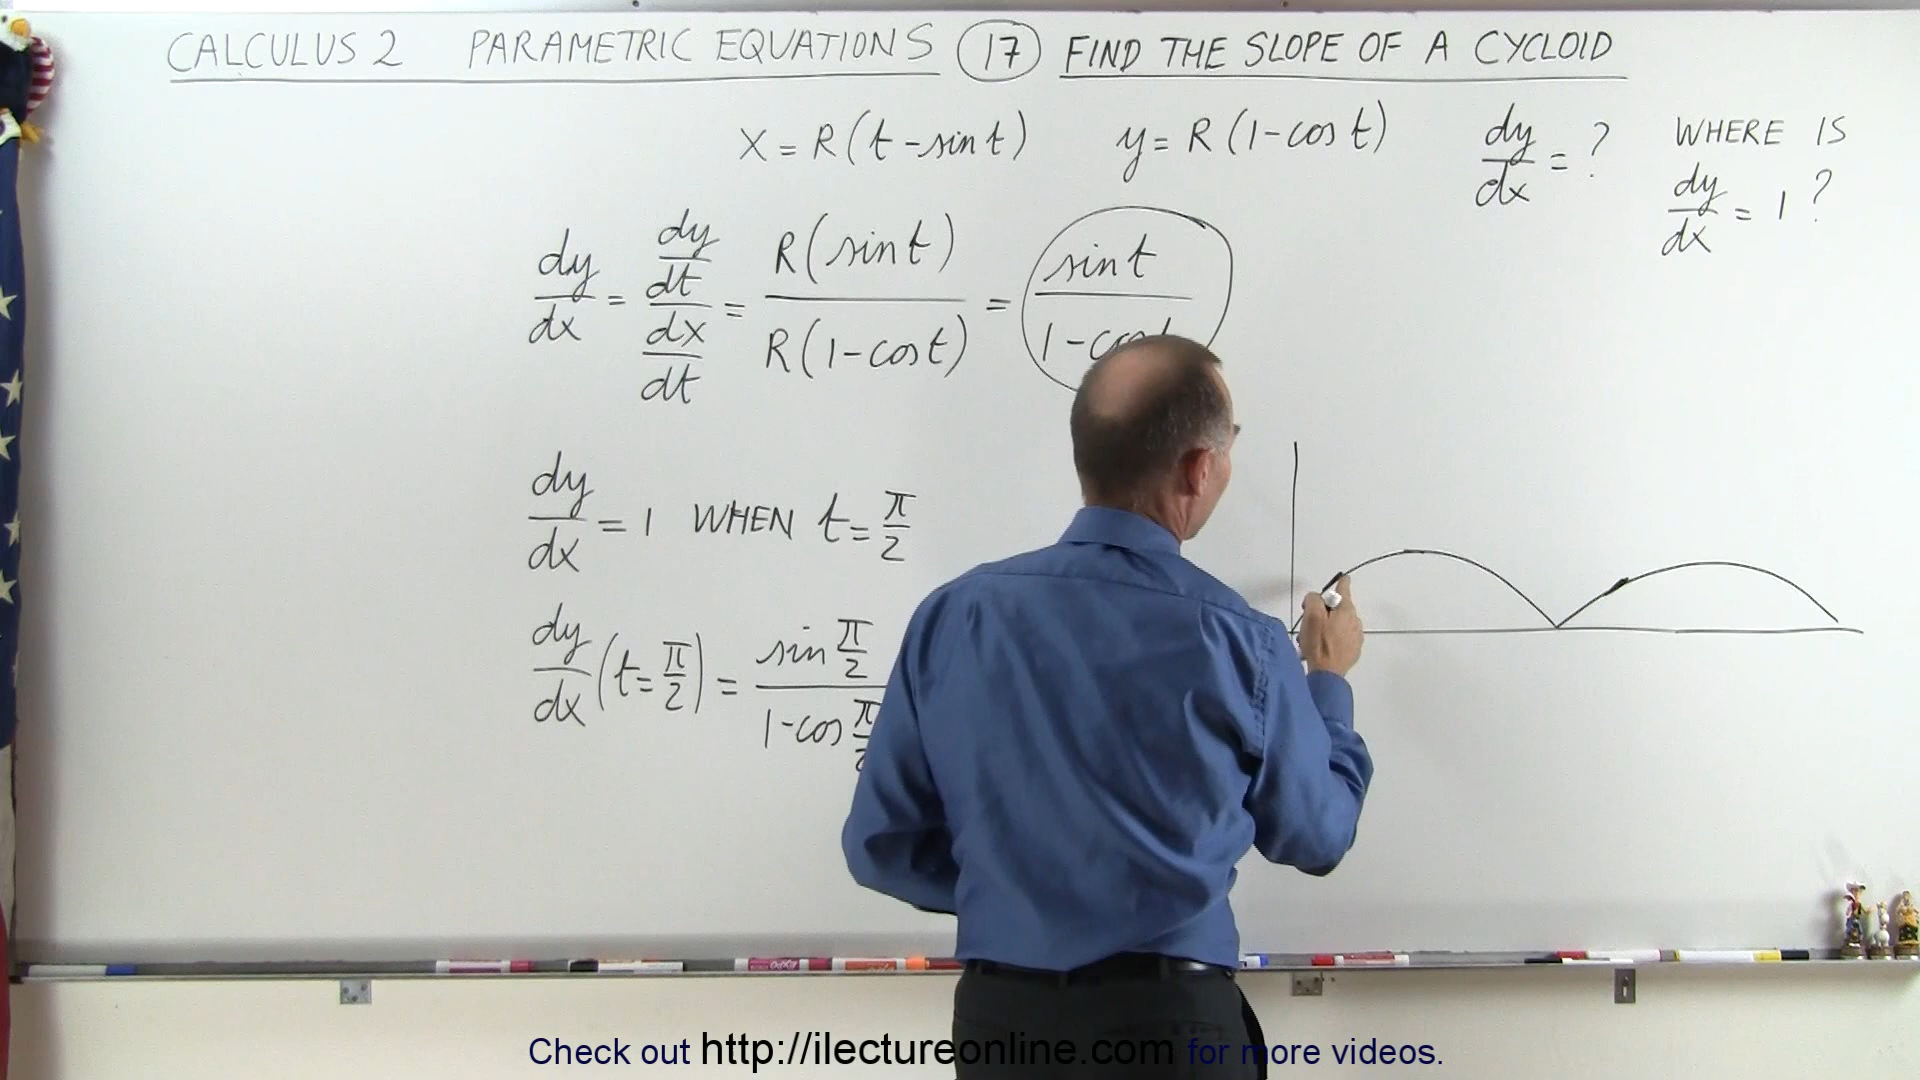 CALCULUS 2 PARAMETRIC EQUATIONS 17 FIND THE SLOPE OF A CYCLOID
x = R(t - sin t) y = R(1 - cos t) dy/dx = ? WHERE IS
dy/dx = 1 ?
dy/dx = dy/dt / dx/dt = R(sin t) / R(1 - cos t) = sin t / 1 - cos t
dy/dx = 1 WHEN t = π/2
dy/dx (t = π/2) = sin π/2 / 1 - cos π/2
Check out http://ilectureonline.com for more videos.